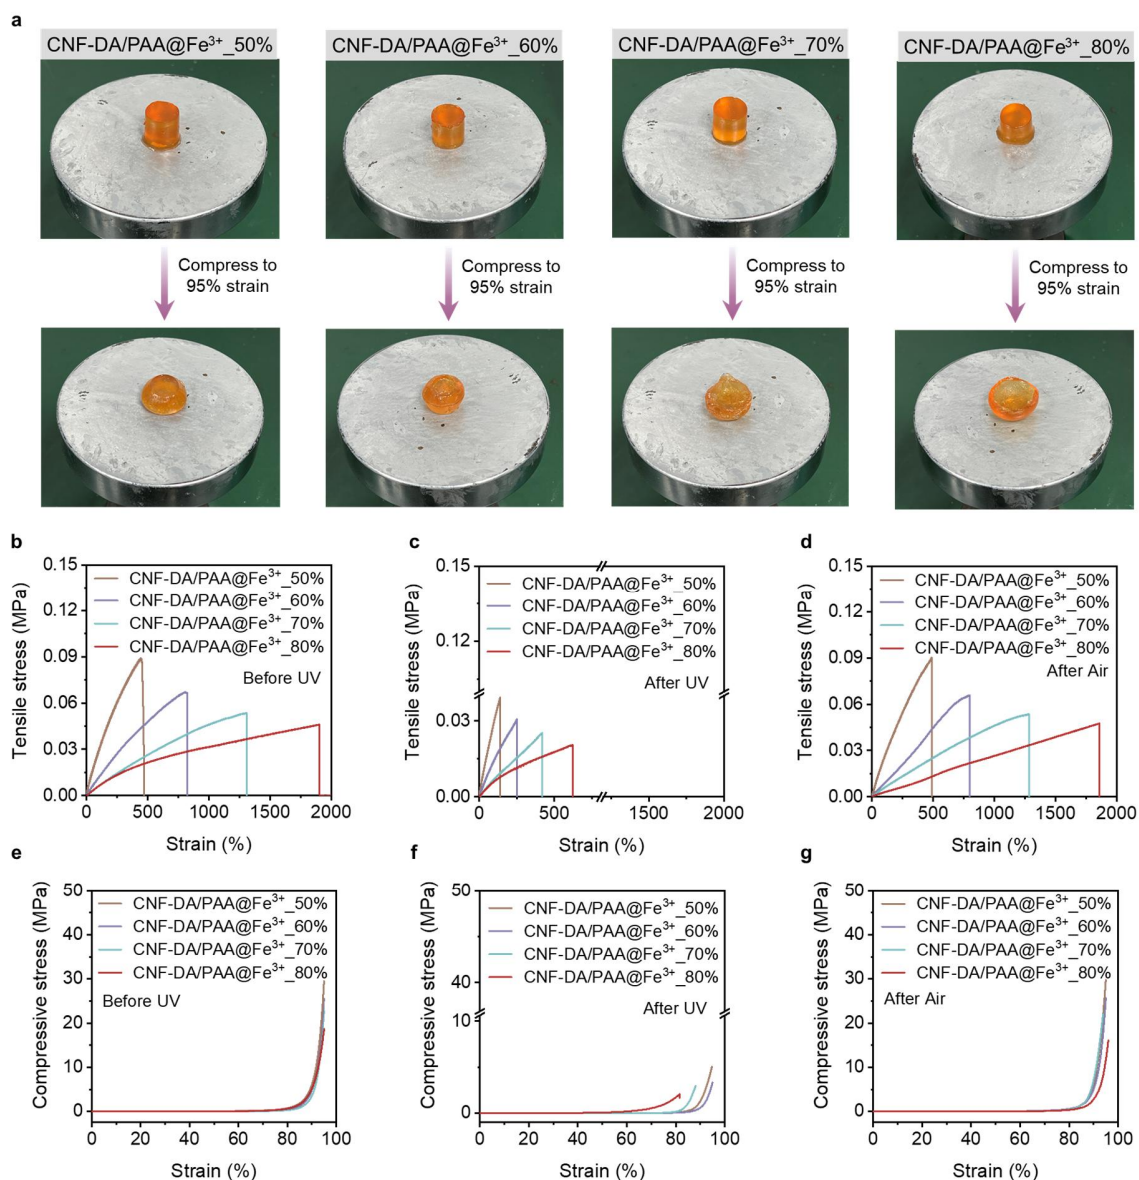 a
CNF-DA/PAA@Fe³⁺_50%
CNF-DA/PAA@Fe³⁺_60%
CNF-DA/PAA@Fe³⁺_70%
CNF-DA/PAA@Fe³⁺_80%
Compress to
95% strain
Compress to
95% strain
Compress to
95% strain
Compress to
95% strain
b
0.15
0.12
0.09
0.06
0.03
0.00
Tensile stress (MPa)
CNF-DA/PAA@Fe³⁺_50%
CNF-DA/PAA@Fe³⁺_60%
CNF-DA/PAA@Fe³⁺_70%
CNF-DA/PAA@Fe³⁺_80%
Before UV
0 500 1000 1500 2000
Strain (%)
c
0.15
0.12
0.03
0.00
Tensile stress (MPa)
CNF-DA/PAA@Fe³⁺_50%
CNF-DA/PAA@Fe³⁺_60%
CNF-DA/PAA@Fe³⁺_70%
CNF-DA/PAA@Fe³⁺_80%
After UV
0 500 1500 2000
Strain (%)
d
0.15
0.12
0.09
0.06
0.03
0.00
Tensile stress (MPa)
CNF-DA/PAA@Fe³⁺_50%
CNF-DA/PAA@Fe³⁺_60%
CNF-DA/PAA@Fe³⁺_70%
CNF-DA/PAA@Fe³⁺_80%
After Air
0 500 1000 1500 2000
Strain (%)
e
50
40
30
20
10
0
Compressive stress (MPa)
CNF-DA/PAA@Fe³⁺_50%
CNF-DA/PAA@Fe³⁺_60%
CNF-DA/PAA@Fe³⁺_70%
CNF-DA/PAA@Fe³⁺_80%
Before UV
0 20 40 60 80 100
Strain (%)
f
50
40
10
0
Compressive stress (MPa)
CNF-DA/PAA@Fe³⁺_50%
CNF-DA/PAA@Fe³⁺_60%
CNF-DA/PAA@Fe³⁺_70%
CNF-DA/PAA@Fe³⁺_80%
After UV
0 20 40 60 80 100
Strain (%)
g
50
40
30
20
10
0
Compressive stress (MPa)
CNF-DA/PAA@Fe³⁺_50%
CNF-DA/PAA@Fe³⁺_60%
CNF-DA/PAA@Fe³⁺_70%
CNF-DA/PAA@Fe³⁺_80%
After Air
0 20 40 60 80 100
Strain (%)